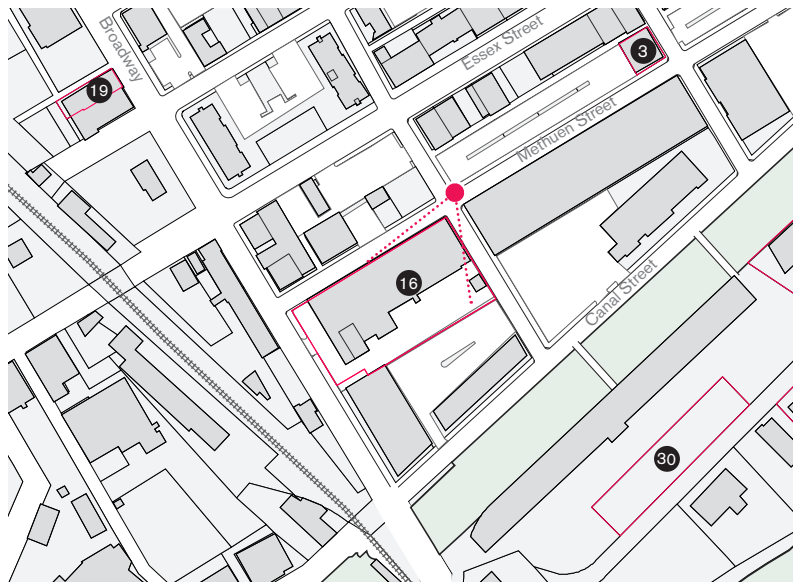 Broadway
Essex Street
3
19
Methuen Street
16
Canal Street
30